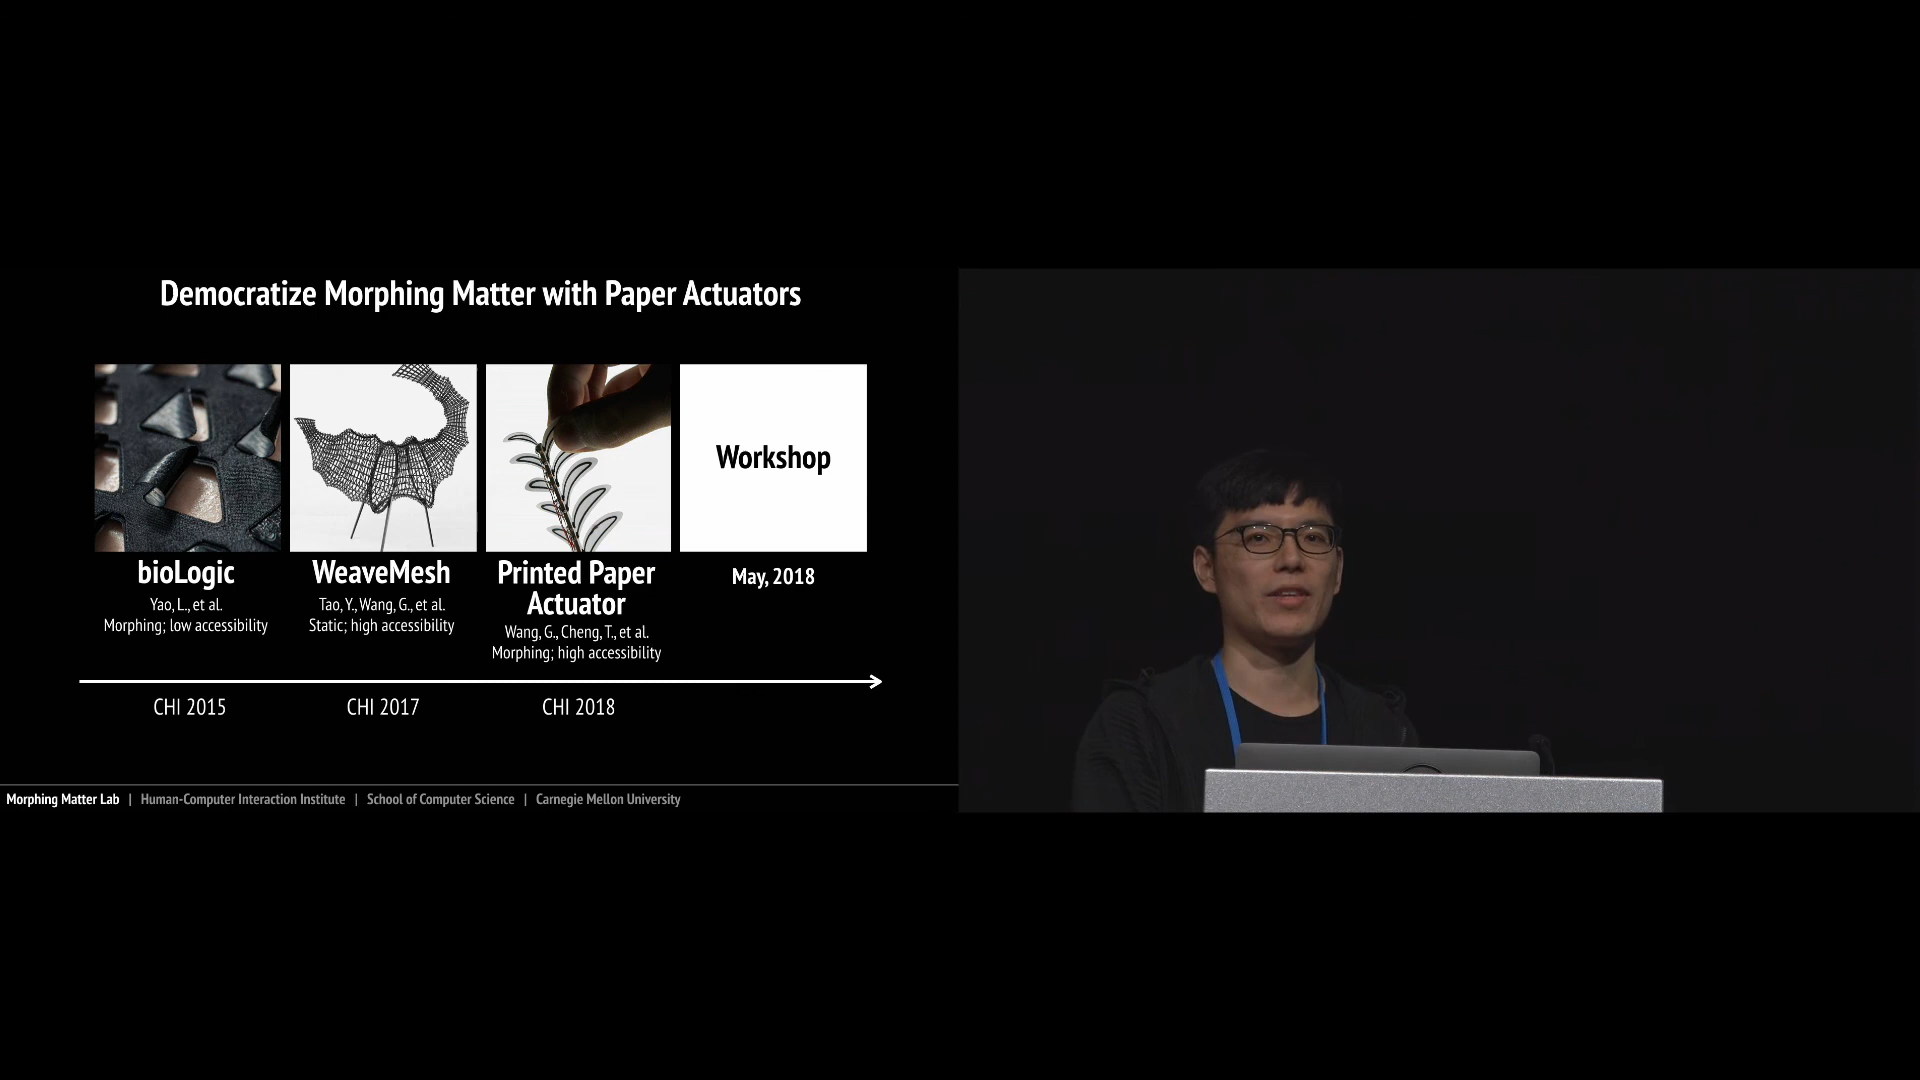 Democratize Morphing Matter with Paper Actuators
Workshop
bioLogic
Yao, L., et al.
Morphing; low accessibility
WeaveMesh
Tao, Y., Wang, G., et al.
Static; high accessibility
Printed Paper
Actuator
Wang, G., Cheng, T., et al.
Morphing; high accessibility
May, 2018
CHI 2015
CHI 2017
CHI 2018
Morphing Matter Lab | Human-Computer Interaction Institute | School of Computer Science | Carnegie Mellon University